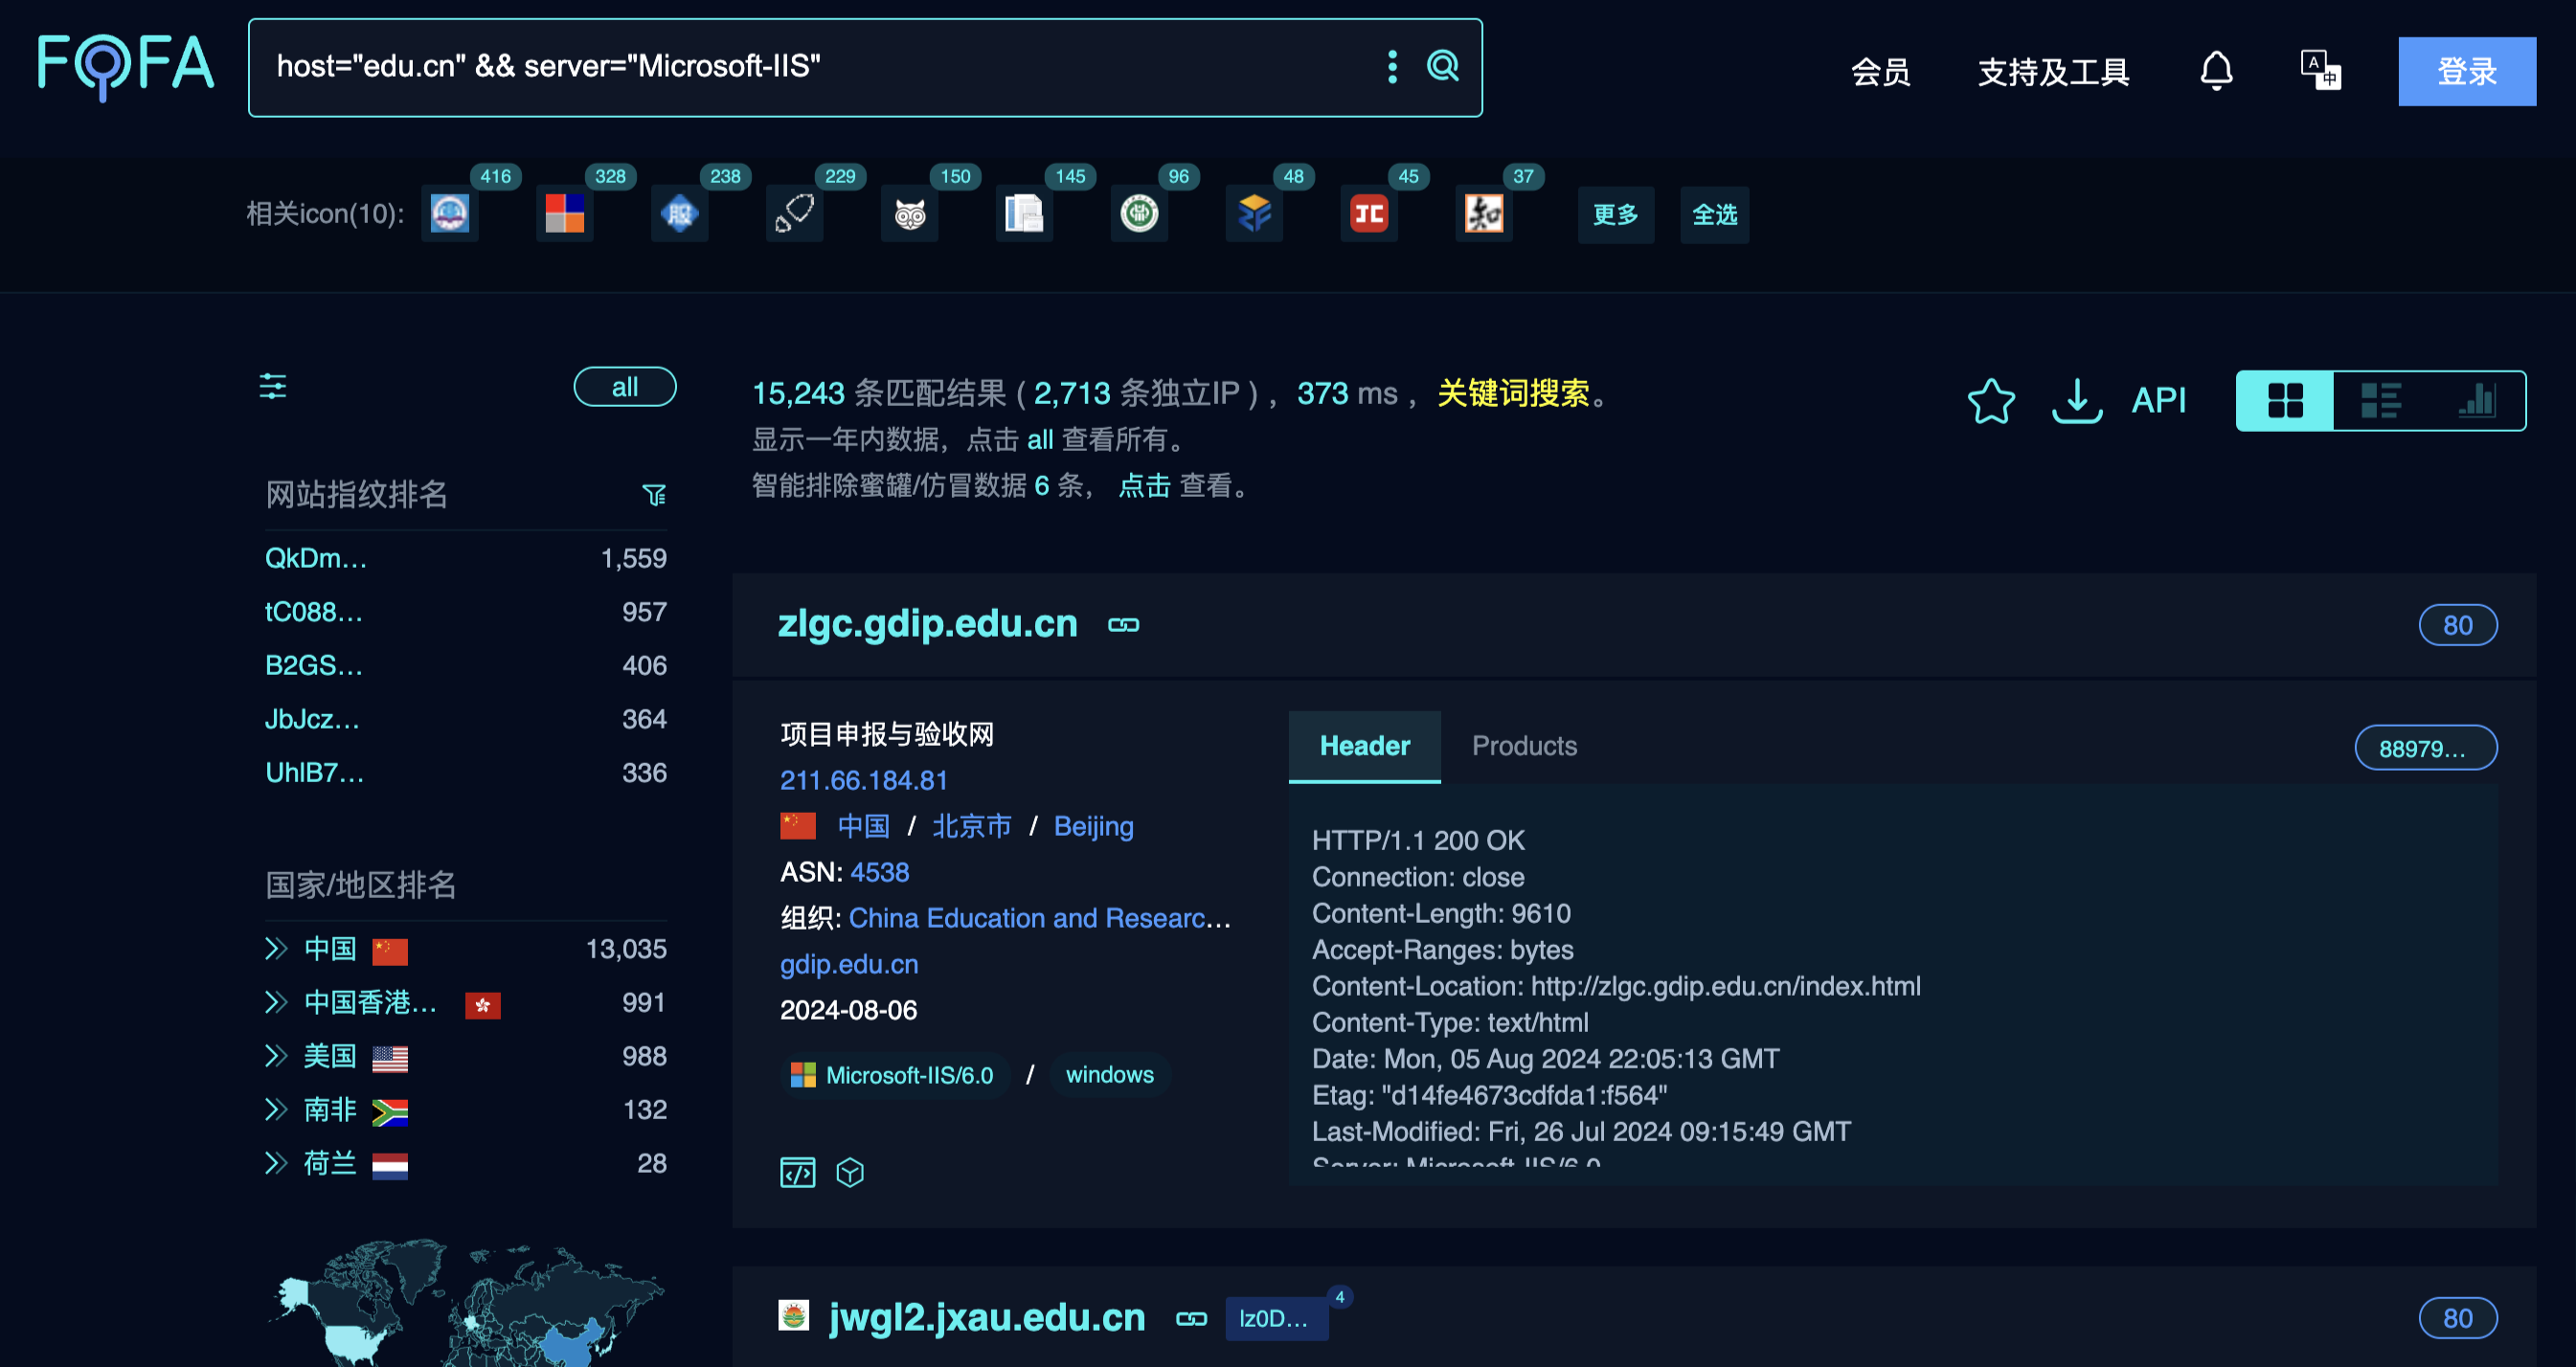 FOFA
host="edu.cn" && server="Microsoft-IIS"
会员
支持及工具
A中
登录
相关icon(10):
416
328
238
229
150
145
96
48
45
37
股
JC
知
更多
全选
all
15,243 条匹配结果 ( 2,713 条独立IP ) ，373 ms ，关键词搜索。
显示一年内数据，点击 all 查看所有。
智能排除蜜罐/仿冒数据 6 条， 点击 查看。
API
网站指纹排名
QkDm... 1,559
tC088... 957
B2GS... 406
JbJcz... 364
UhlB7... 336
国家/地区排名
中国 13,035
中国香港... 991
美国 988
南非 132
荷兰 28
zlgc.gdip.edu.cn
80
项目申报与验收网
211.66.184.81
中国 / 北京市 / Beijing
ASN: 4538
组织: China Education and Researc...
gdip.edu.cn
2024-08-06
Microsoft-IIS/6.0 / windows
Header
Products
88979...
HTTP/1.1 200 OK
Connection: close
Content-Length: 9610
Accept-Ranges: bytes
Content-Location: http://zlgc.gdip.edu.cn/index.html
Content-Type: text/html
Date: Mon, 05 Aug 2024 22:05:13 GMT
Etag: "d14fe4673cdfda1:f564"
Last-Modified: Fri, 26 Jul 2024 09:15:49 GMT
Server: Microsoft-IIS/6.0
jwgl2.jxau.edu.cn
lz0D...
4
80